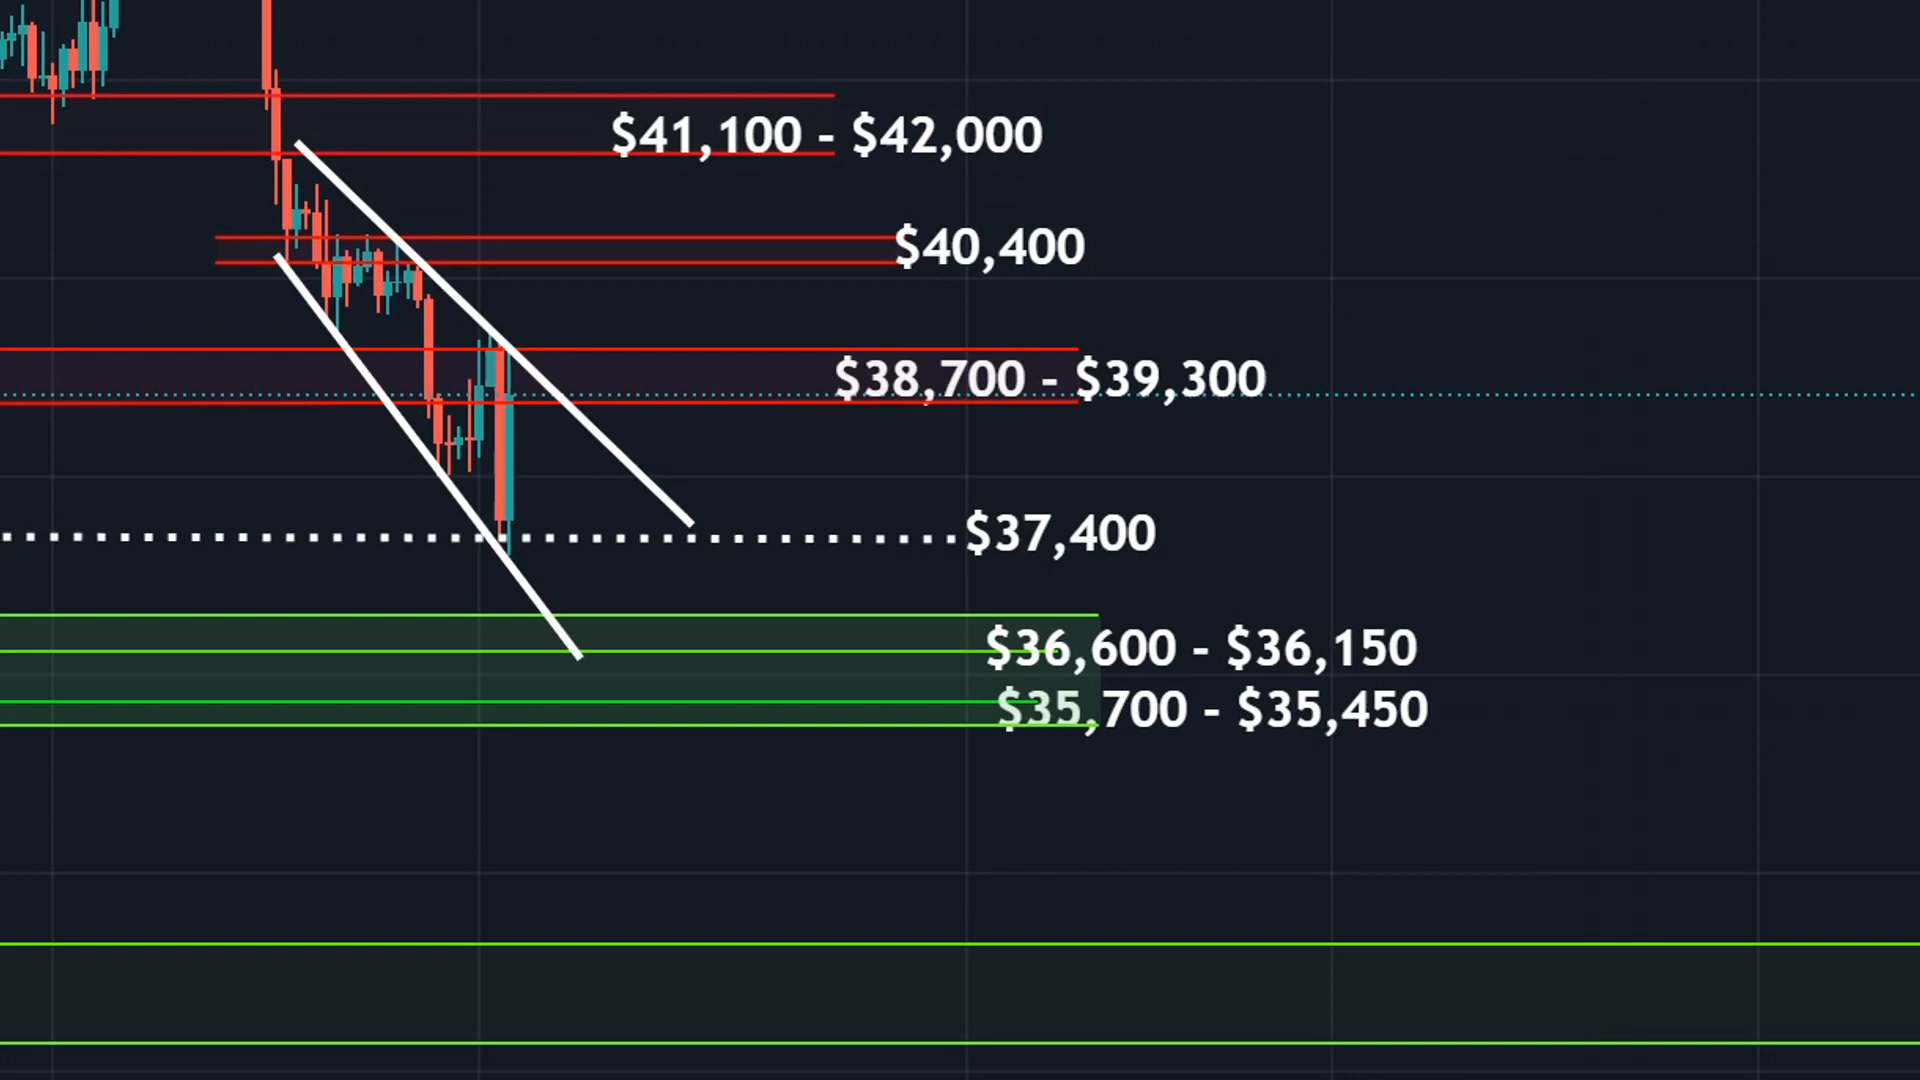 $41,100 - $42,000
$40,400
$38,700 - $39,300
$37,400
$36,600 - $36,150
$35,700 - $35,450